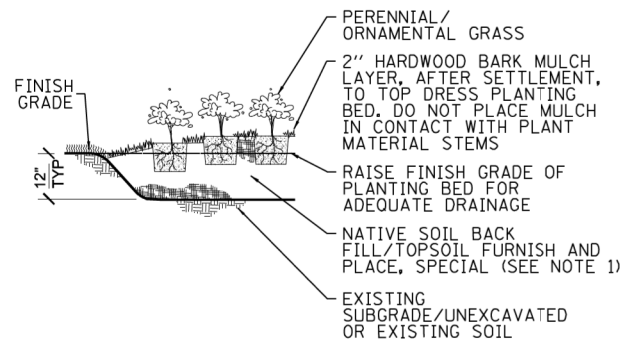 PERENNIAL/
ORNAMENTAL GRASS
2" HARDWOOD BARK MULCH
LAYER, AFTER SETTLEMENT,
TO TOP DRESS PLANTING
BED. DO NOT PLACE MULCH
IN CONTACT WITH PLANT
MATERIAL STEMS
FINISH
GRADE
12"
TYP
RAISE FINISH GRADE OF
PLANTING BED FOR
ADEQUATE DRAINAGE
NATIVE SOIL BACK
FILL/TOPSOIL FURNISH AND
PLACE, SPECIAL (SEE NOTE 1)
EXISTING
SUBGRADE/UNEXCAVATED
OR EXISTING SOIL